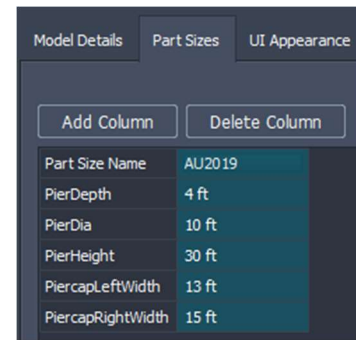 Model Details Part Sizes UI Appearance
Add Column Delete Column
Part Size Name AU2019
PierDepth 4 ft
PierDia 10 ft
PierHeight 30 ft
PiercapLeftWidth 13 ft
PiercapRightWidth 15 ft